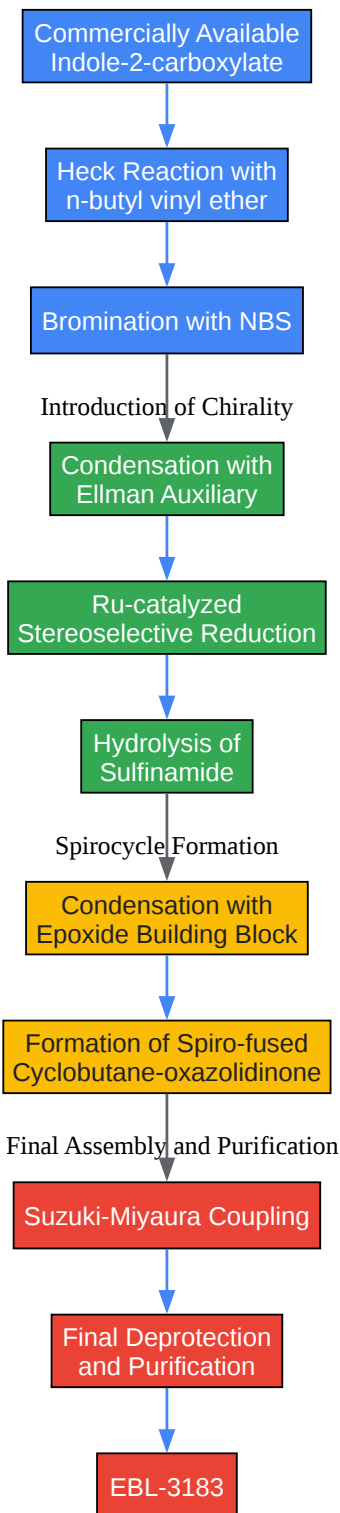 Commercially Available
Indole-2-carboxylate
Heck Reaction with
n-butyl vinyl ether
Bromination with NBS
Introduction of Chirality
Condensation with
Ellman Auxiliary
Ru-catalyzed
Stereoselective Reduction
Hydrolysis of
Sulfinamide
Spirocycle Formation
Condensation with
Epoxide Building Block
Formation of Spiro-fused
Cyclobutane-oxazolidinone
Final Assembly and Purification
Suzuki-Miyaura Coupling
Final Deprotection
and Purification
EBL-3183